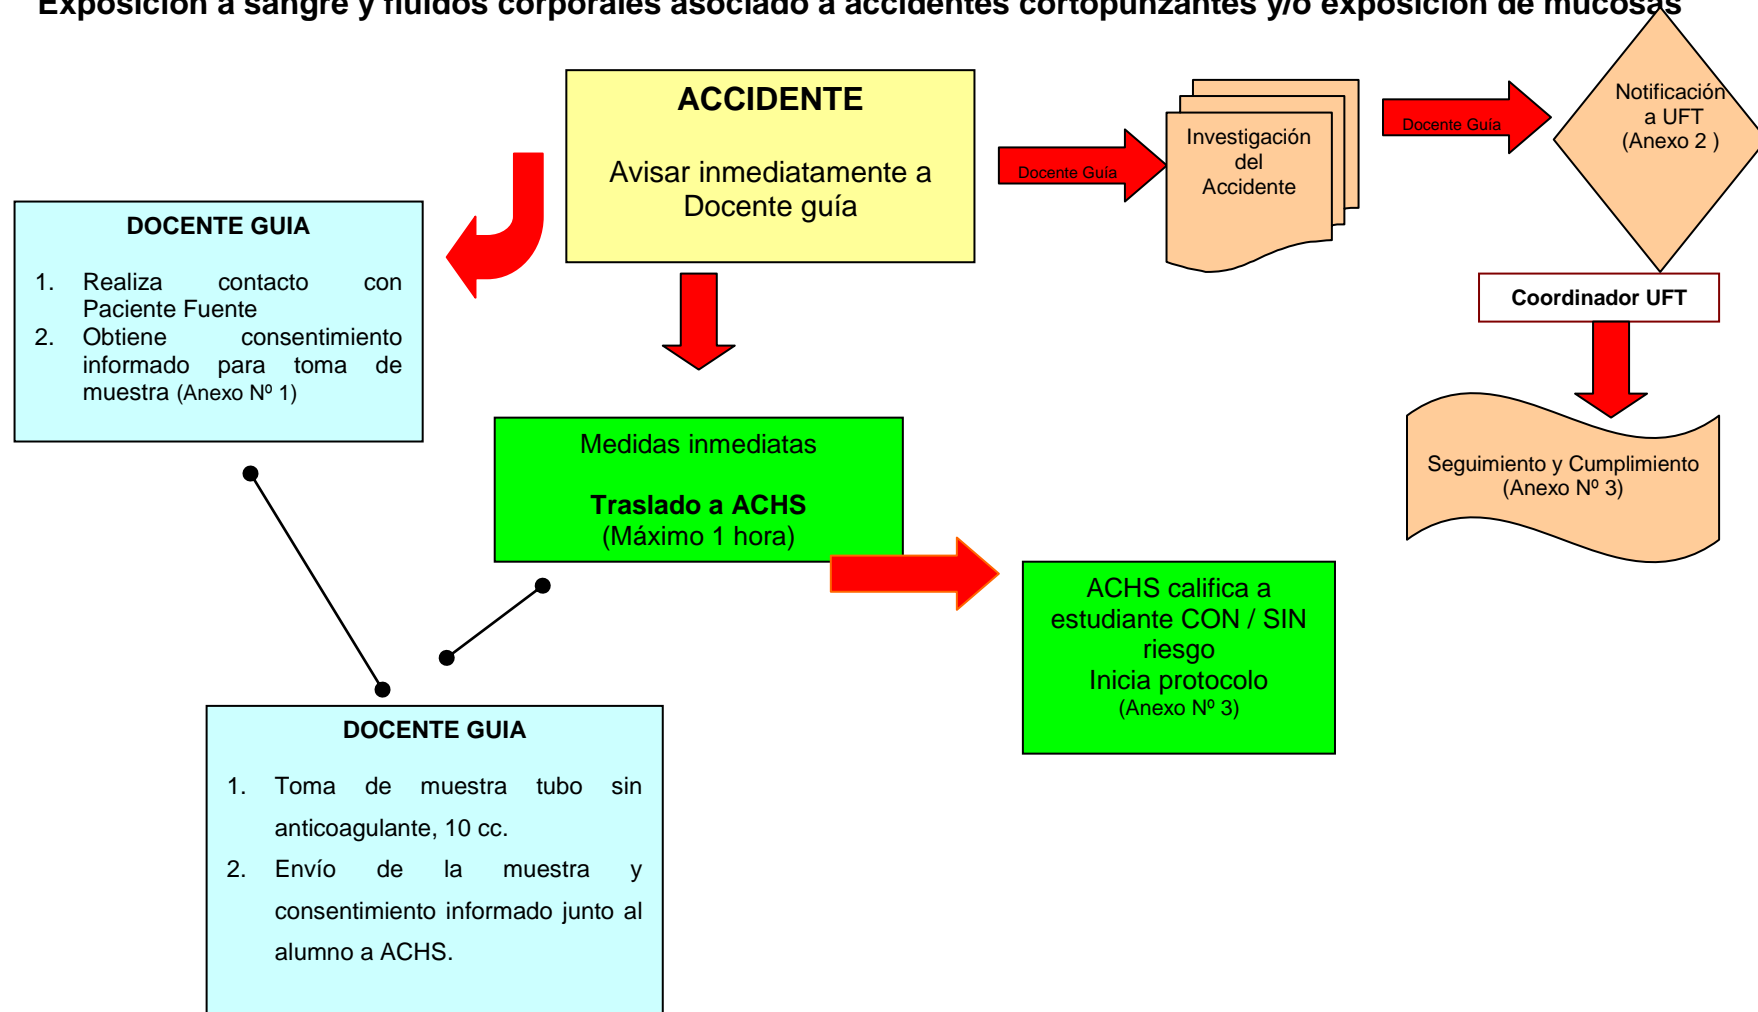 Exposición a sangre y fluidos corporales asociado a accidentes cortopunzantes y/o exposición de mucosas
ACCIDENTE
Avisar inmediatamente a
Docente guía
Docente Guía
Investigación
del
Accidente
Docente Guía
Notificación
a UFT
(Anexo 2 )
Coordinador UFT
Seguimiento y Cumplimiento
(Anexo Nº 3)
DOCENTE GUIA
1. Realiza contacto con
Paciente Fuente
2. Obtiene consentimiento
informado para toma de
muestra (Anexo Nº 1)
Medidas inmediatas
Traslado a ACHS
(Máximo 1 hora)
ACHS califica a
estudiante CON / SIN
riesgo
Inicia protocolo
(Anexo Nº 3)
DOCENTE GUIA
1. Toma de muestra tubo sin
anticoagulante, 10 cc.
2. Envío de la muestra y
consentimiento informado junto al
alumno a ACHS.